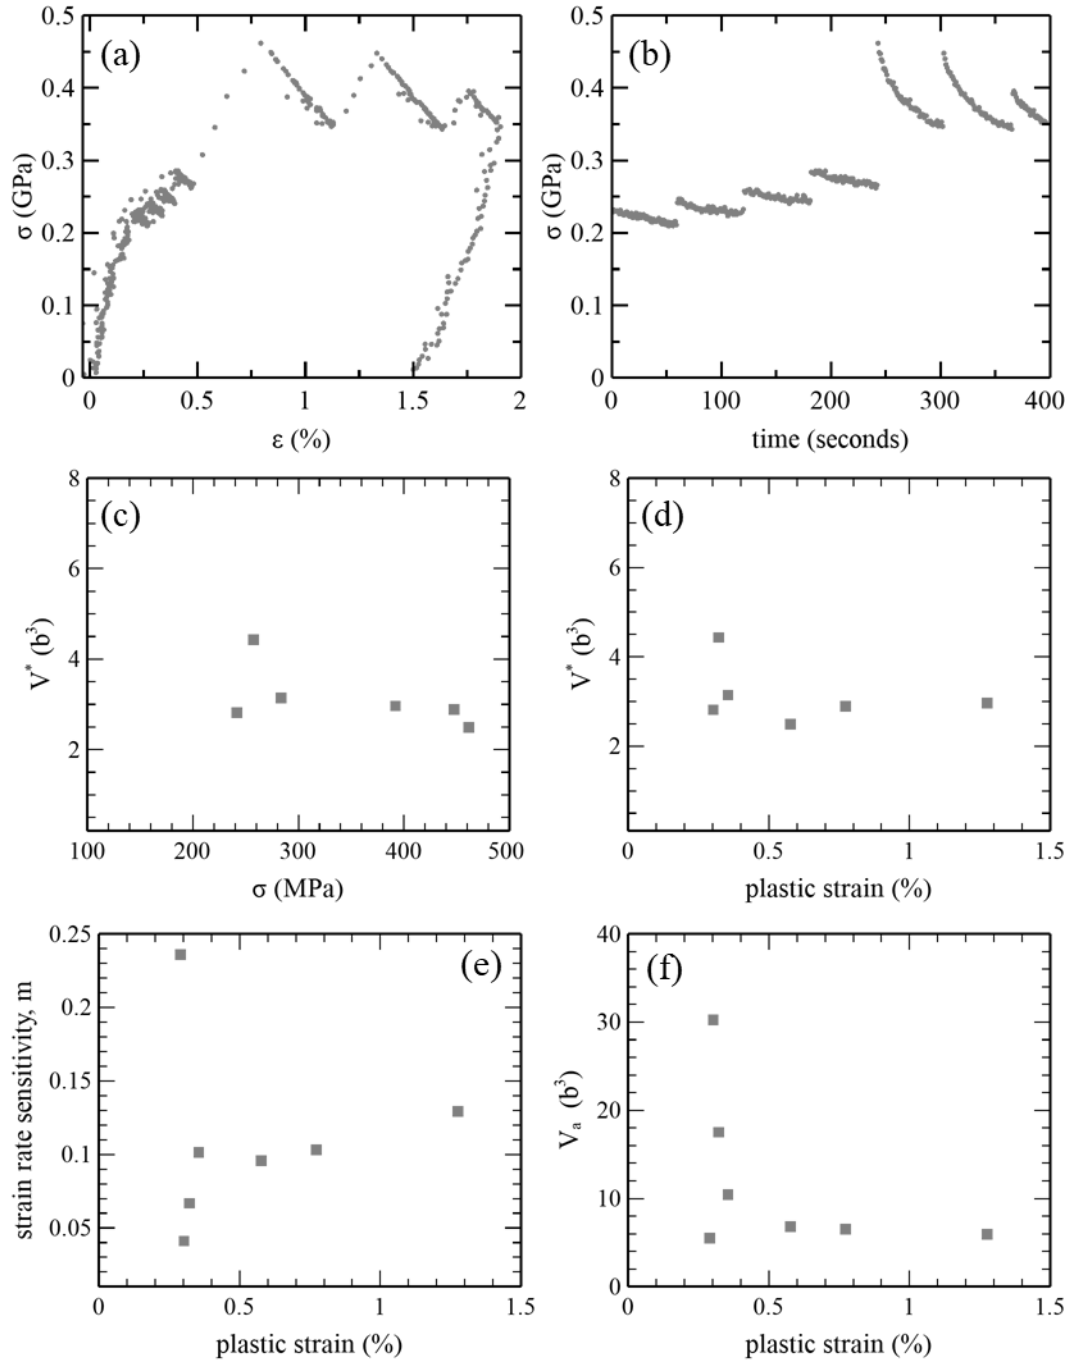 (a)
0.5
0.4
0.3
0.2
0.1
0
σ (GPa)
0 0.5 1 1.5 2
ε (%)
(b)
0.5
0.4
0.3
0.2
0.1
0
σ (GPa)
0 100 200 300 400
time (seconds)
(c)
8
6
4
2
V* (b³)
100 200 300 400 500
σ (MPa)
(d)
8
6
4
2
V* (b³)
0 0.5 1 1.5
plastic strain (%)
(e)
0.25
0.2
0.15
0.1
0.05
strain rate sensitivity, m
0 0.5 1 1.5
plastic strain (%)
(f)
40
30
20
10
0
Vₐ (b³)
0 0.5 1 1.5
plastic strain (%)